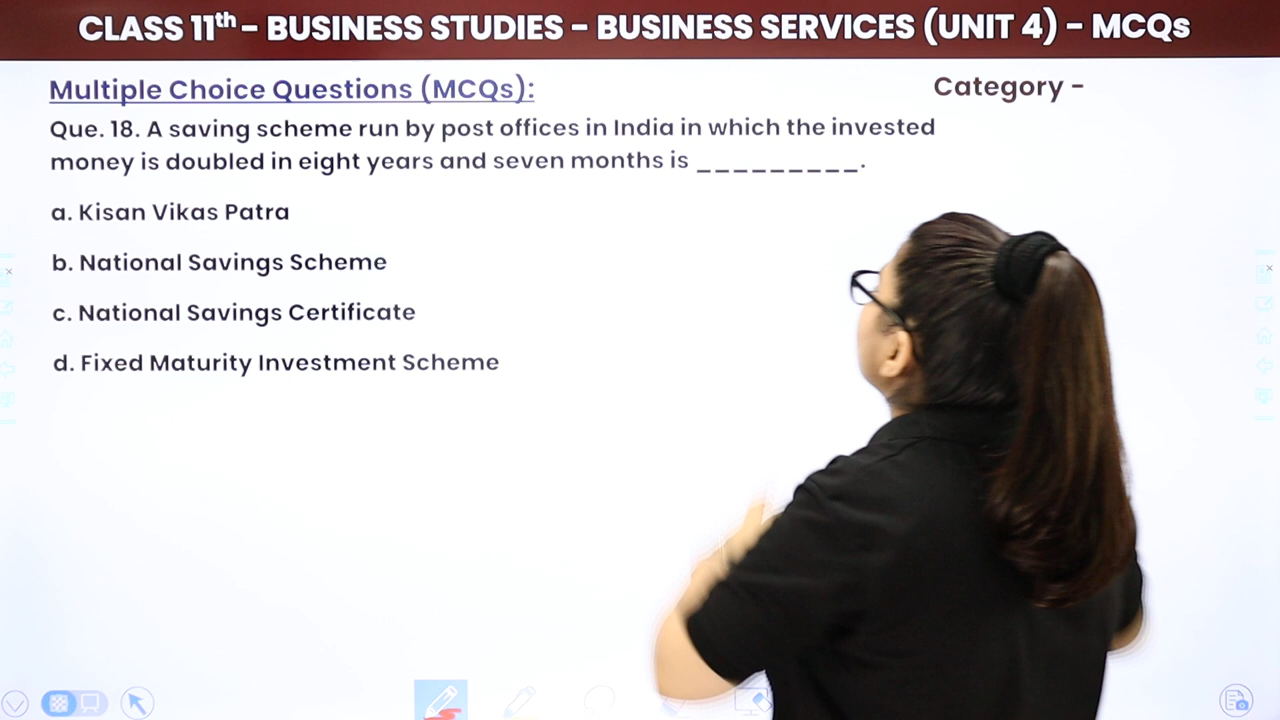 CLASS 11th - BUSINESS STUDIES - BUSINESS SERVICES (UNIT 4) - MCQs
Multiple Choice Questions (MCQs):
Category -
Que. 18. A saving scheme run by post offices in India in which the invested
money is doubled in eight years and seven months is _________.
a. Kisan Vikas Patra
b. National Savings Scheme
c. National Savings Certificate
d. Fixed Maturity Investment Scheme